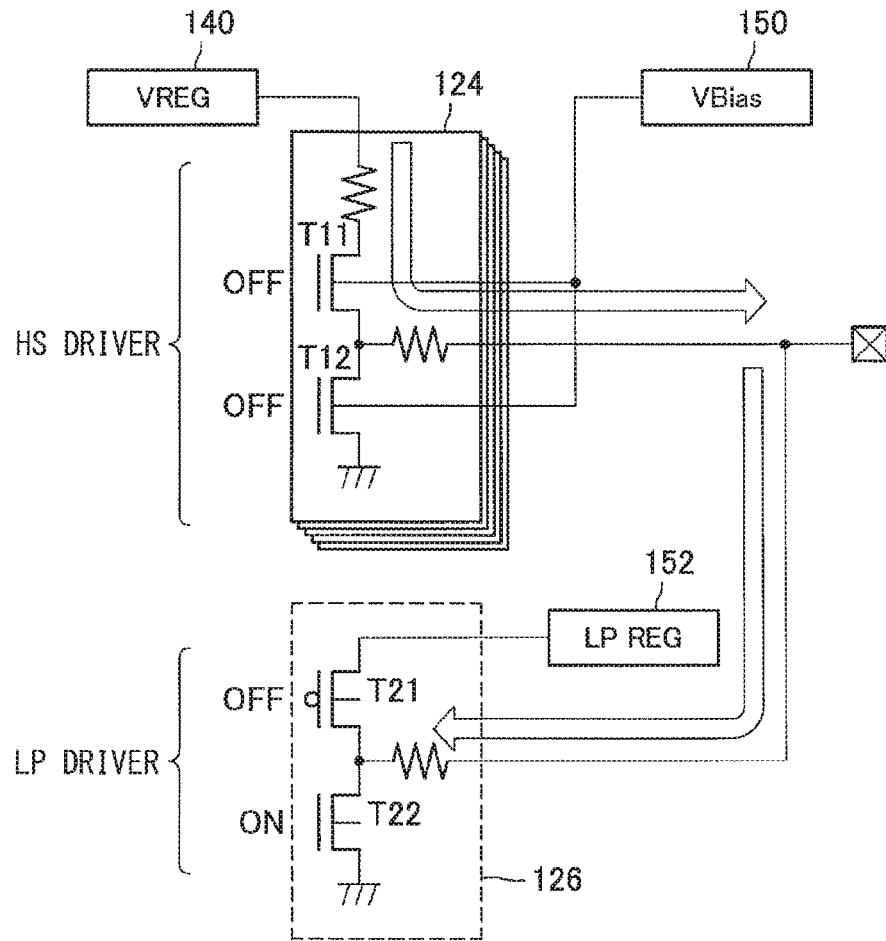 140
150
VREG
124
VBias
T11
OFF
HS DRIVER
T12
OFF
152
LP REG
OFF
T21
LP DRIVER
T22
ON
126